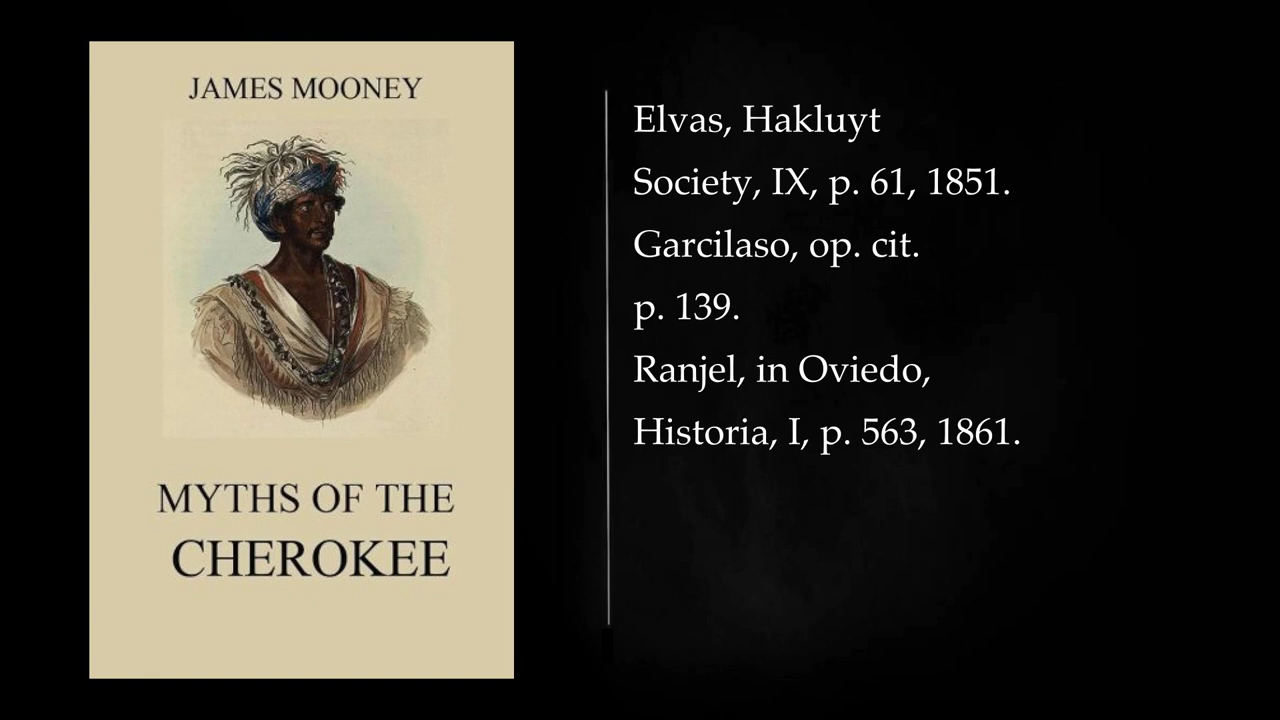 JAMES MOONEY
MYTHS OF THE
CHEROKEE
Elvas, Hakluyt
Society, IX, p. 61, 1851.
Garcilaso, op. cit.
p. 139.
Ranjel, in Oviedo,
Historia, I, p. 563, 1861.